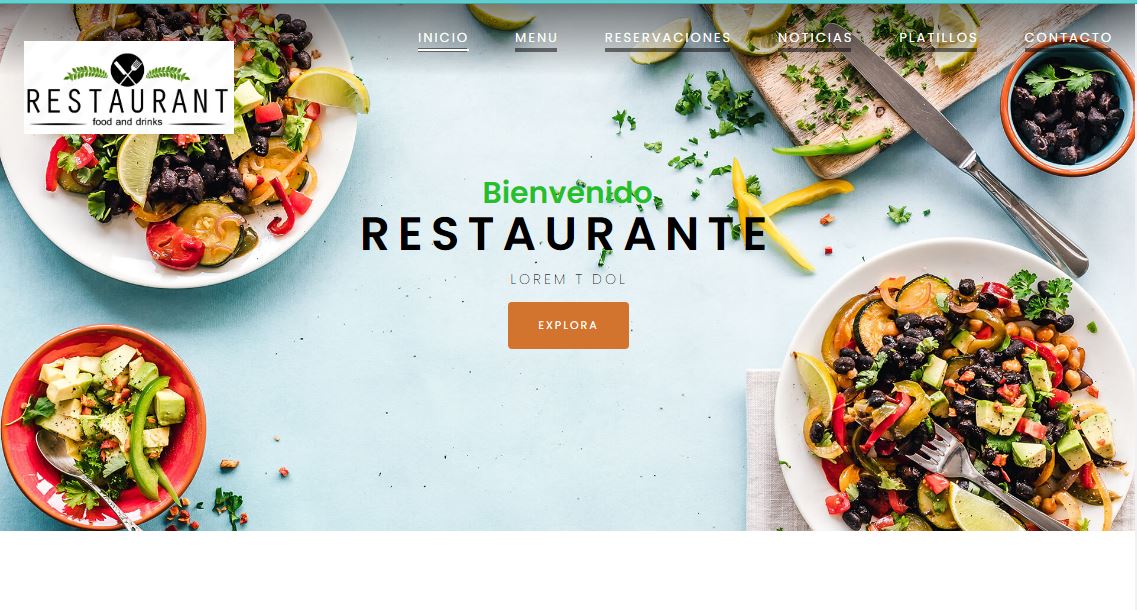 INICIO MENU RESERVACIONES NOTICIAS PLATILLOS CONTACTO
RESTAURANT
food and drinks
Bienvenido
RESTAURANTE
LOREM T DOL
EXPLORA